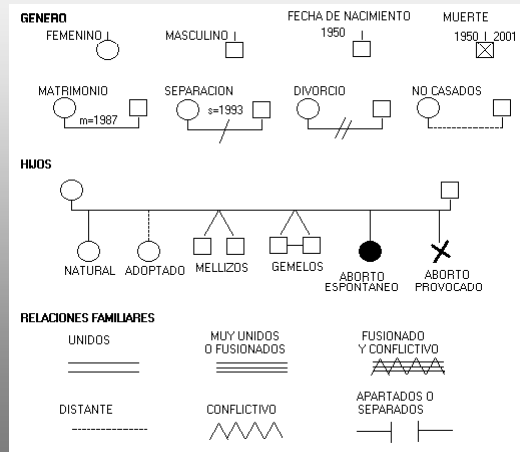 GENERO
FEMENINO
MASCULINO
FECHA DE NACIMIENTO
1950
MUERTE
1950 2001
MATRIMONIO
m=1987
SEPARACION
s=1993
DIVORCIO
NO CASADOS
HIJOS
NATURAL
ADOPTADO
MELLIZOS
GEMELOS
ABORTO
ESPONTANEO
ABORTO
PROVOCADO
RELACIONES FAMILIARES
UNIDOS
MUY UNIDOS
O FUSIONADOS
FUSIONADO
Y CONFLICTIVO
DISTANTE
CONFLICTIVO
APARTADOS O
SEPARADOS